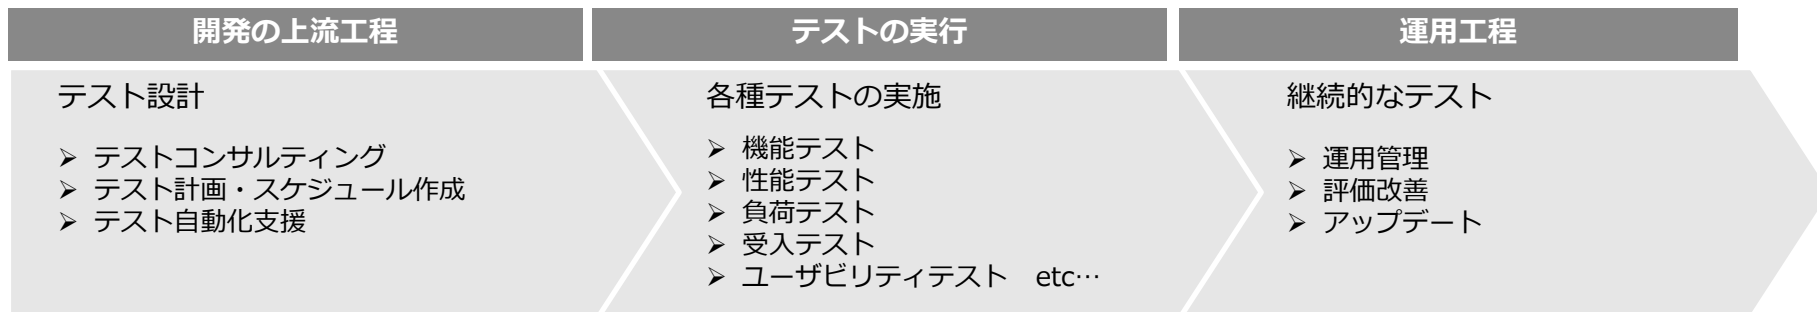 開発の上流工程
テスト設計
➢ テストコンサルティング
➢ テスト計画・スケジュール作成
➢ テスト自動化支援
テストの実行
各種テストの実施
➢ 機能テスト
➢ 性能テスト
➢ 負荷テスト
➢ 受入テスト
➢ ユーザビリティテスト　etc…
運用工程
継続的なテスト
➢ 運用管理
➢ 評価改善
➢ アップデート